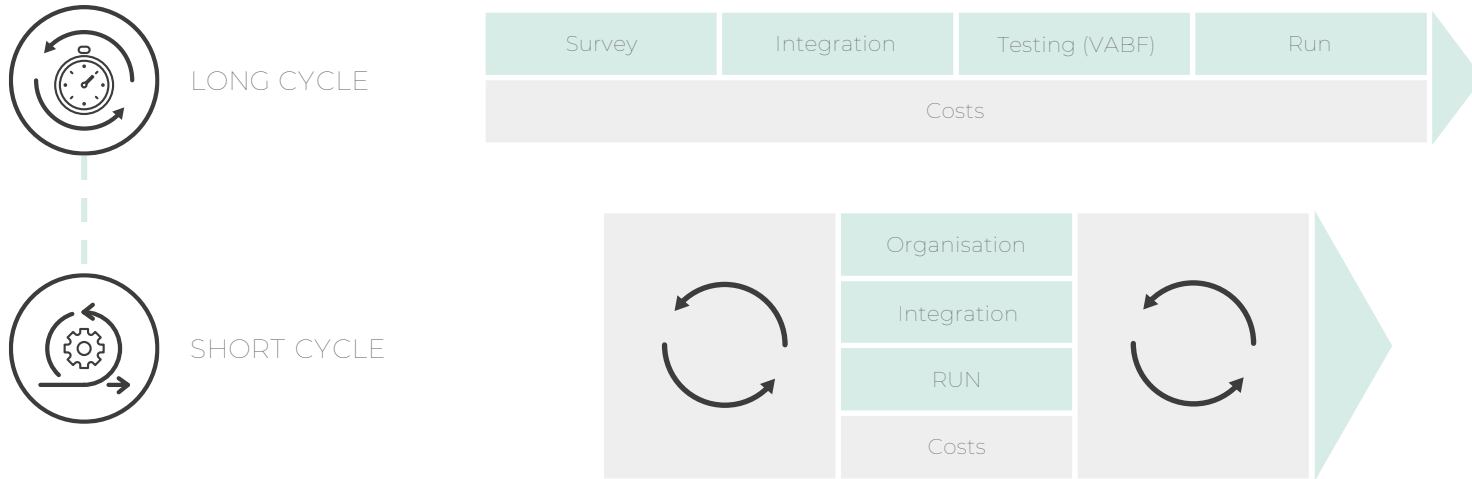 LONG CYCLE
Survey
Integration
Testing (VABF)
Run
Costs
SHORT CYCLE
Organisation
Integration
RUN
Costs